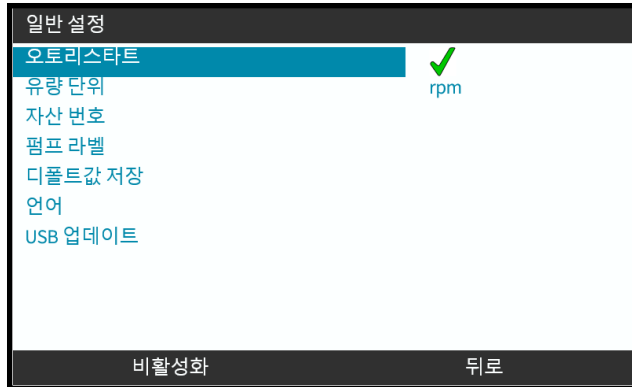 일반 설정
오토리스타트
유량 단위 rpm
자산 번호
펌프 라벨
디폴트값 저장
언어
USB 업데이트
비활성화 뒤로